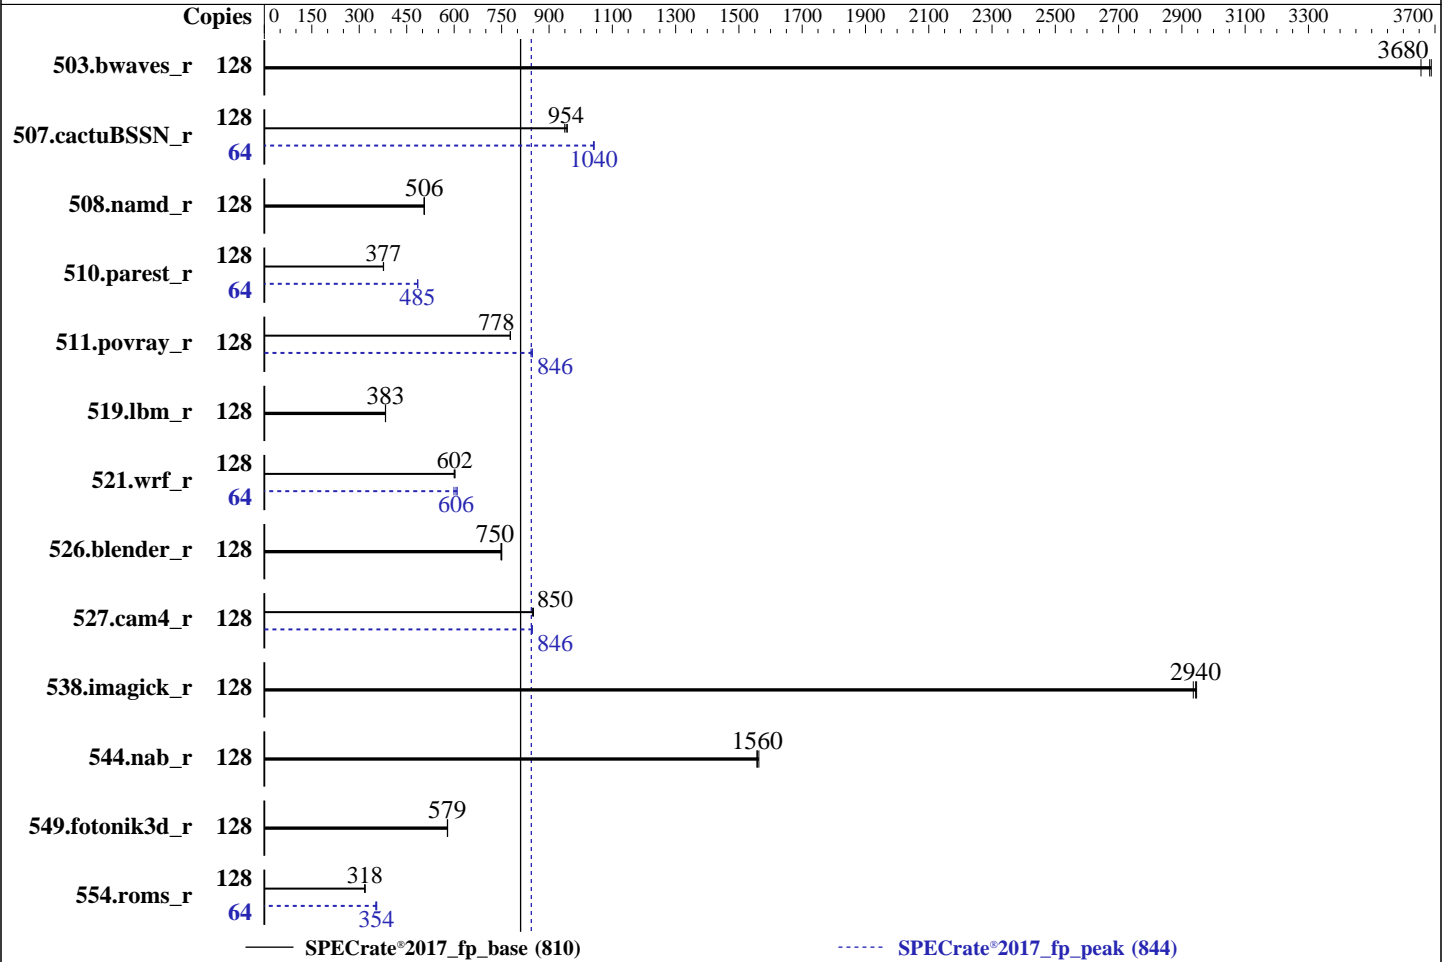 Copies 0 150 300 450 600 750 900 1100 1300 1500 1700 1900 2100 2300 2500 2700 2900 3100 3300 3700
503.bwaves_r 128 3680
507.cactuBSSN_r 128 954
64 1040
508.namd_r 128 506
510.parest_r 128 377
64 485
511.povray_r 128 778
846
519.lbm_r 128 383
521.wrf_r 128 602
64 606
526.blender_r 128 750
527.cam4_r 128 850
846
538.imagick_r 128 2940
544.nab_r 128 1560
549.fotonik3d_r 128 579
554.roms_r 128 318
64 354
SPECrate®2017_fp_base (810) SPECrate®2017_fp_peak (844)